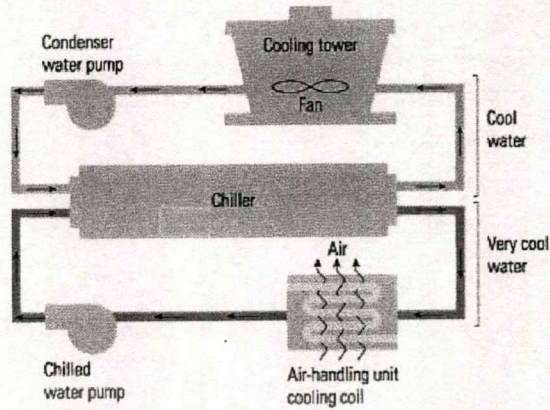 Condenser
water pump
Cooling tower
Fan
Cool
water
Chiller
Very cool
water
Air
Chilled
water pump
Air-handling unit
cooling coil